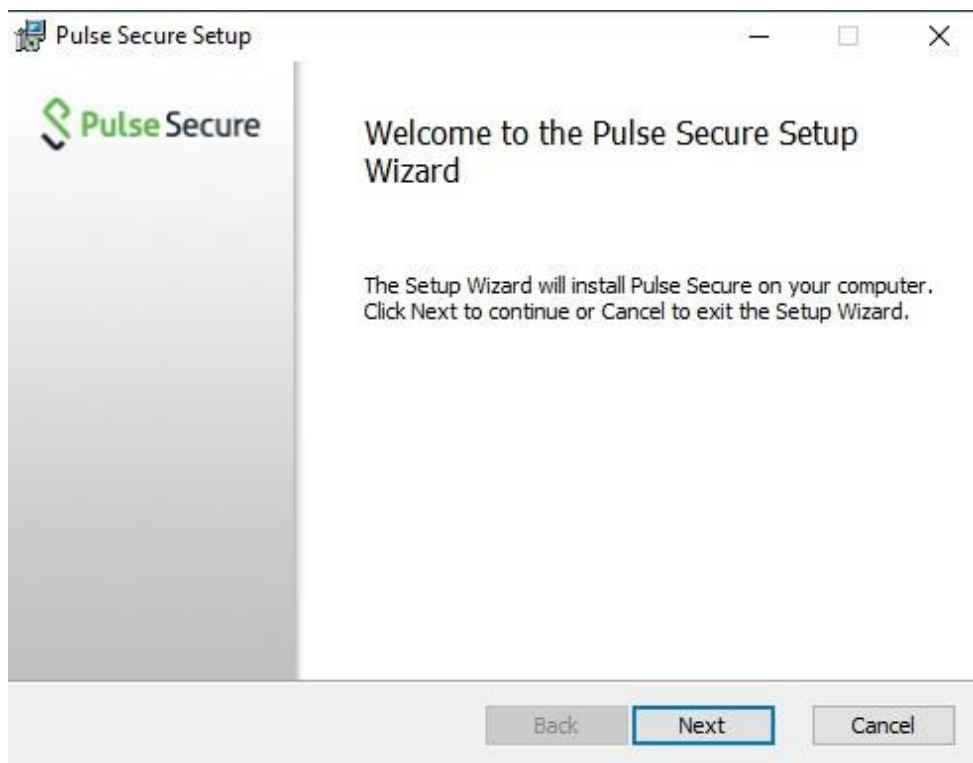 Pulse Secure Setup
Pulse Secure
Welcome to the Pulse Secure Setup
Wizard
The Setup Wizard will install Pulse Secure on your computer.
Click Next to continue or Cancel to exit the Setup Wizard.
Back Next Cancel